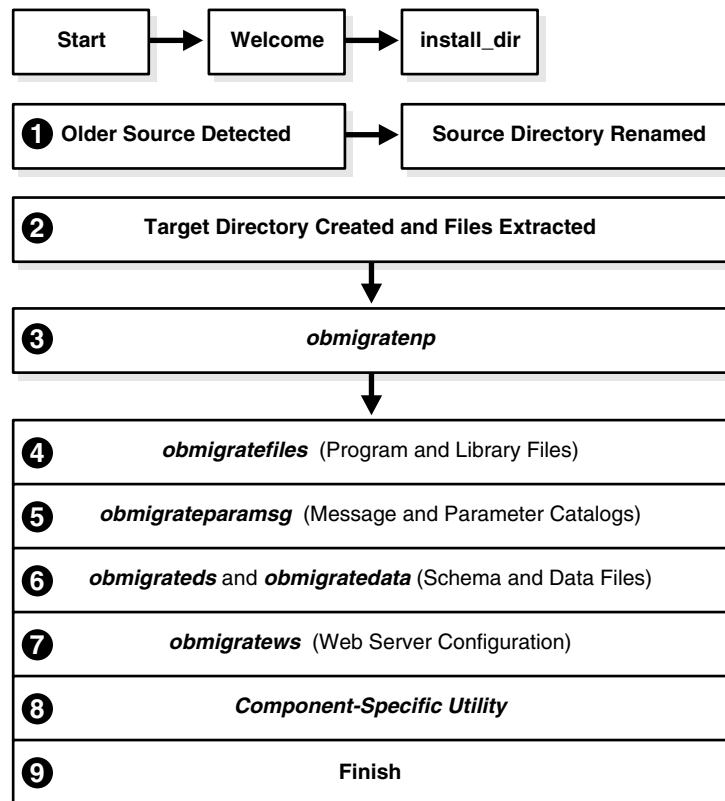 Start
Welcome
install_dir
1 Older Source Detected
Source Directory Renamed
2 Target Directory Created and Files Extracted
3 obmigratenp
4 obmigratefiles (Program and Library Files)
5 obmigrateparamsg (Message and Parameter Catalogs)
6 obmigrateds and obmigratedata (Schema and Data Files)
7 obmigratews (Web Server Configuration)
8 Component-Specific Utility
9 Finish